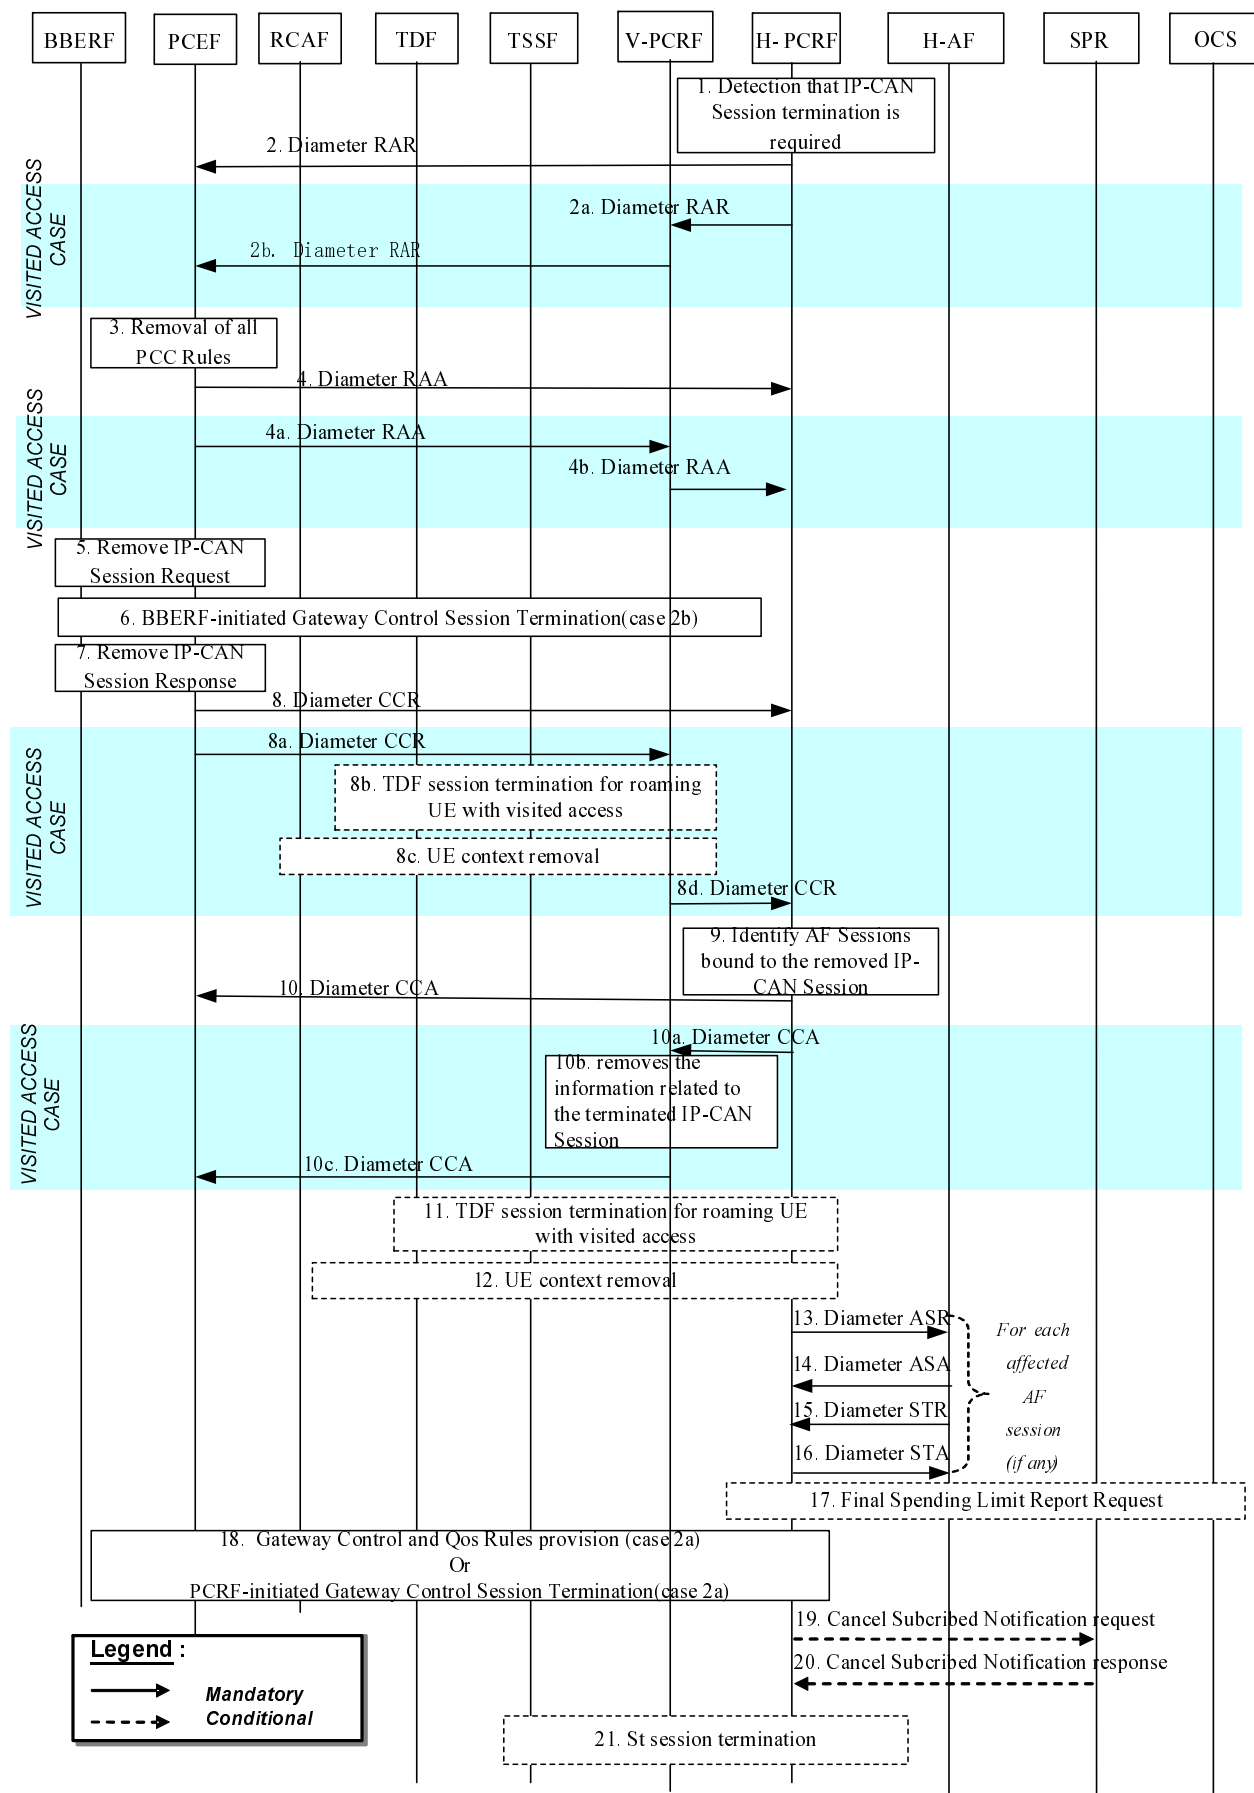 BBERF
PCEF
RCAF
TDF
TSSF
V-PCRF
H- PCRF
H-AF
SPR
OCS
1. Detection that IP-CAN
Session termination is
required
2. Diameter RAR
VISITED ACCESS
CASE
2a. Diameter RAR
2b. Diameter RAR
3. Removal of all
PCC Rules
4. Diameter RAA
VISITED ACCESS
CASE
4a. Diameter RAA
4b. Diameter RAA
5. Remove IP-CAN
Session Request
6. BBERF-initiated Gateway Control Session Termination(case 2b)
7. Remove IP-CAN
Session Response
8. Diameter CCR
VISITED ACCESS
CASE
8a. Diameter CCR
8b. TDF session termination for roaming
UE with visited access
8c. UE context removal
8d. Diameter CCR
9. Identify AF Sessions
bound to the removed IP-
CAN Session
10. Diameter CCA
VISITED ACCESS
CASE
10a. Diameter CCA
10b. removes the
information related to
the terminated IP-CAN
Session
10c. Diameter CCA
11. TDF session termination for roaming UE
with visited access
12. UE context removal
13. Diameter ASR
14. Diameter ASA
15. Diameter STR
16. Diameter STA
For each
affected
AF
session
(if any)
17. Final Spending Limit Report Request
18. Gateway Control and Qos Rules provision (case 2a)
Or
PCRF-initiated Gateway Control Session Termination(case 2a)
19. Cancel Subcribed Notification request
20. Cancel Subcribed Notification response
Legend :
Mandatory
Conditional
21. St session termination